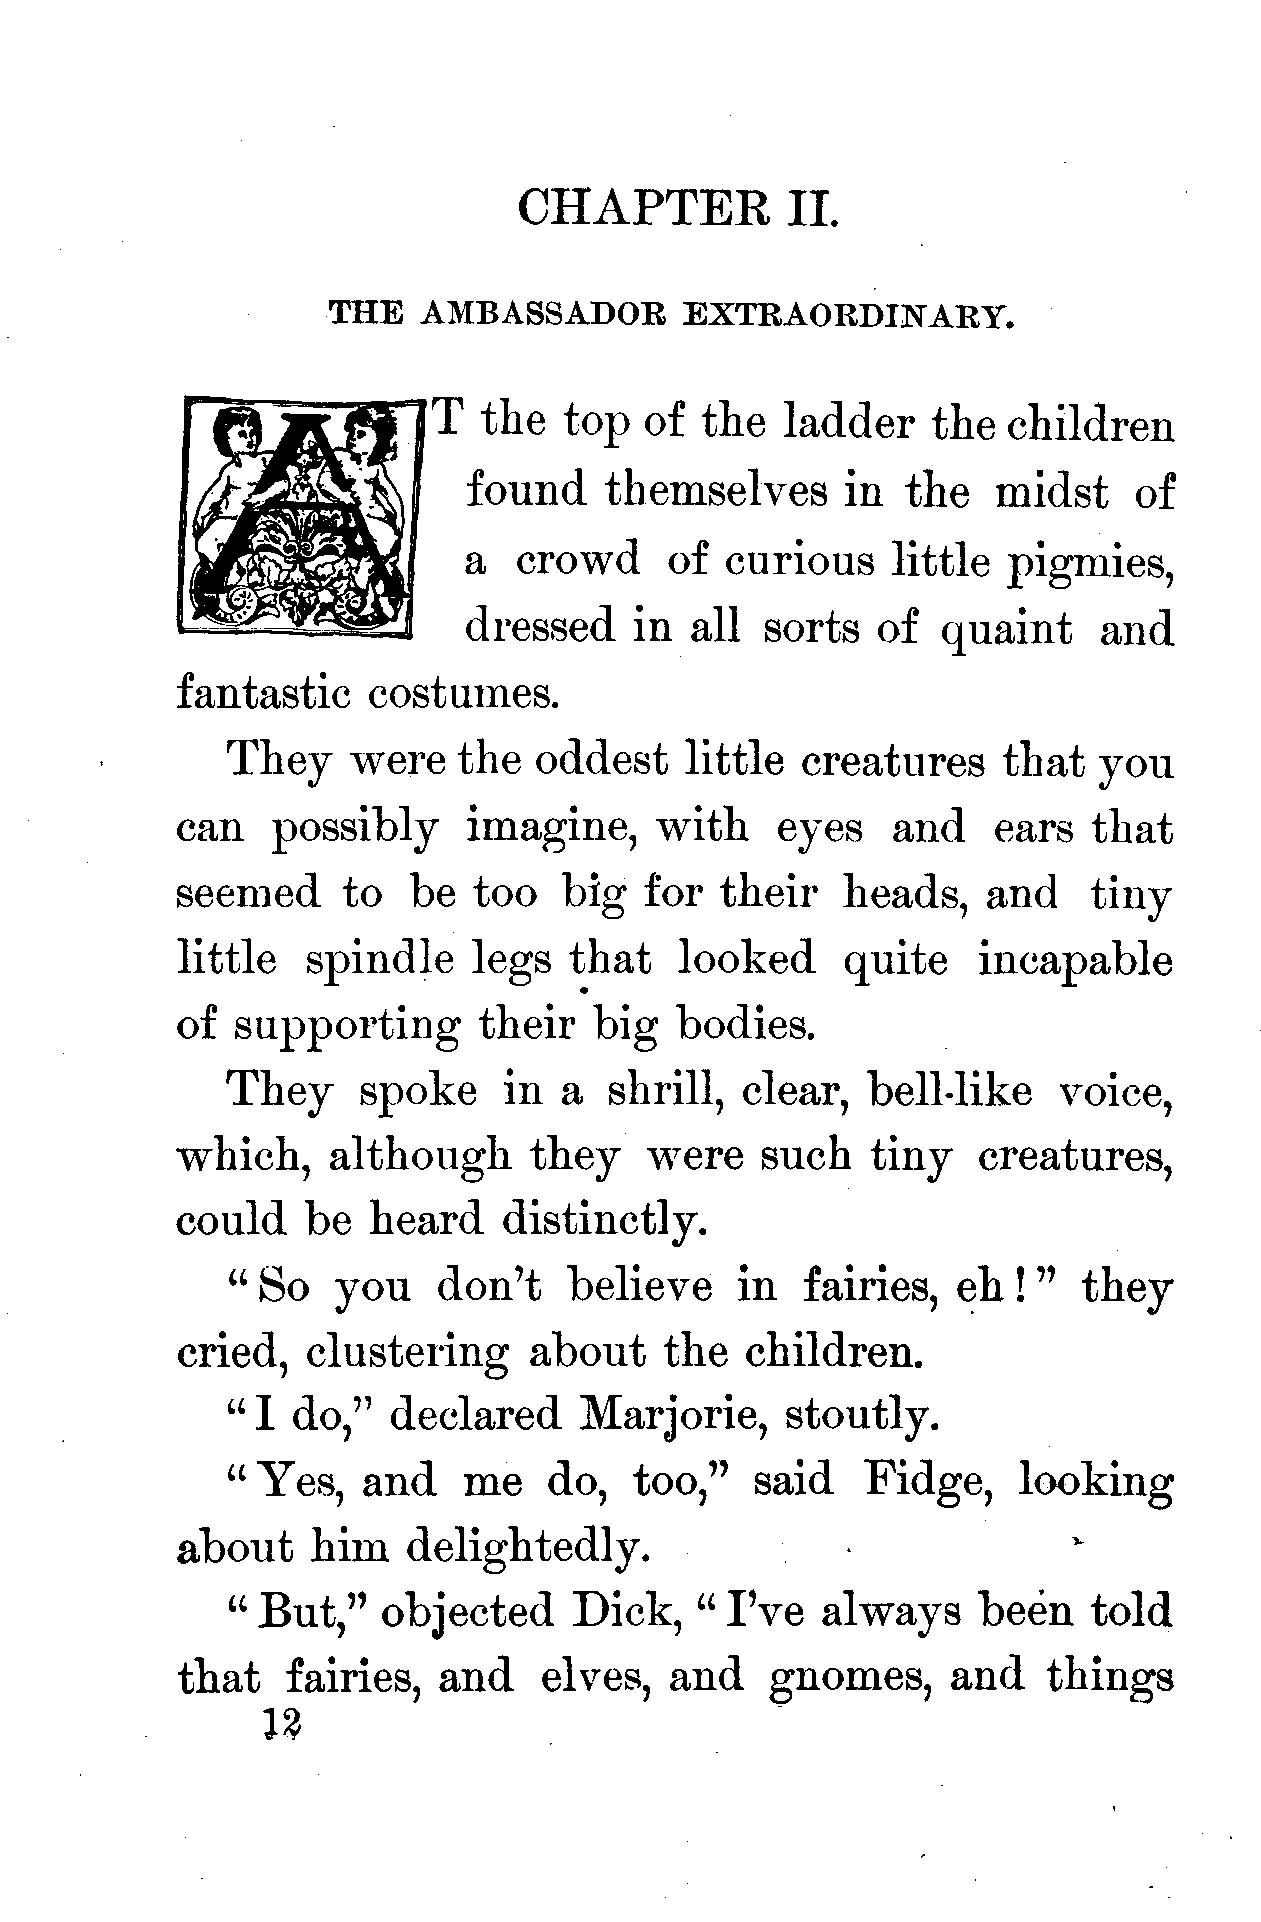 CHAPTER II.
THE AMBASSADOR EXTRAORDINARY.
AT the top of the ladder the children
found themselves in the midst of
a crowd of curious little pigmies,
dressed in all sorts of quaint and
fantastic costumes.
They were the oddest little creatures that you
can possibly imagine, with eyes and ears that
seemed to be too big for their heads, and tiny
little spindle legs that looked quite incapable
of supporting their big bodies.
They spoke in a shrill, clear, bell-like voice,
which, although they were such tiny creatures,
could be heard distinctly.
“So you don’t believe in fairies, eh!” they
cried, clustering about the children.
“I do,” declared Marjorie, stoutly.
“Yes, and me do, too,” said Fidge, looking
about him delightedly.
“But,” objected Dick, “I’ve always been told
that fairies, and elves, and gnomes, and things
12